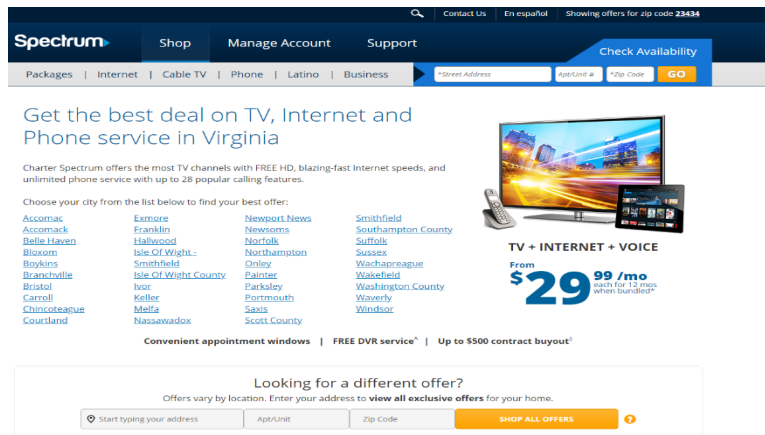 Contact Us En español Showing offers for zip code 23434
Spectrum Shop Manage Account Support
Check Availability
Packages | Internet | Cable TV | Phone | Latino | Business *Street Address Apt/Unit # *Zip Code GO
Get the best deal on TV, Internet and
Phone service in Virginia
Charter Spectrum offers the most TV channels with FREE HD, blazing-fast Internet speeds, and
unlimited phone service with up to 28 popular calling features.
Choose your city from the list below to find your best offer:
Accomac
Accomack
Belle Haven
Bloxom
Boykins
Branchville
Bristol
Carroll
Chincoteague
Courtland
Exmore
Franklin
Hallwood
Isle Of Wight -
Smithfield
Isle Of Wight County
Ivor
Keller
Melfa
Nassawadox
Newport News
Newsoms
Norfolk
Northampton
Onley
Painter
Parksley
Portmouth
Saxis
Scott County
Smithfield
Southampton County
Suffolk
Sussex
Wachapreague
Wakefield
Washington County
Waverly
Windsor
TV + INTERNET + VOICE
From
$29 99 /mo
each for 12 mos
when bundled*
Convenient appointment windows | FREE DVR service^ | Up to $500 contract buyout◊
Looking for a different offer?
Offers vary by location. Enter your address to view all exclusive offers for your home.
Start typing your address Apt/Unit Zip Code SHOP ALL OFFERS ?